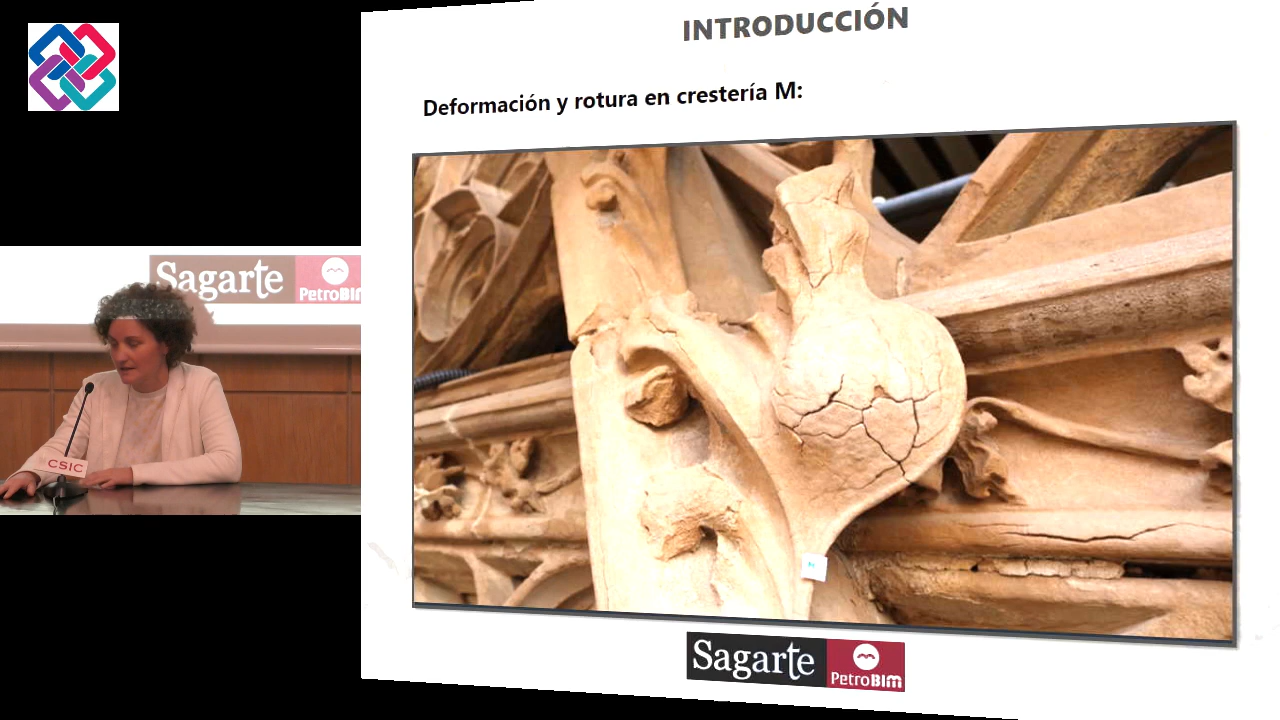 INTRODUCCIÓN
Deformación y rotura en crestería M:
Sagarte
PetroBIM
CSIC
Sagarte
PetroBIM